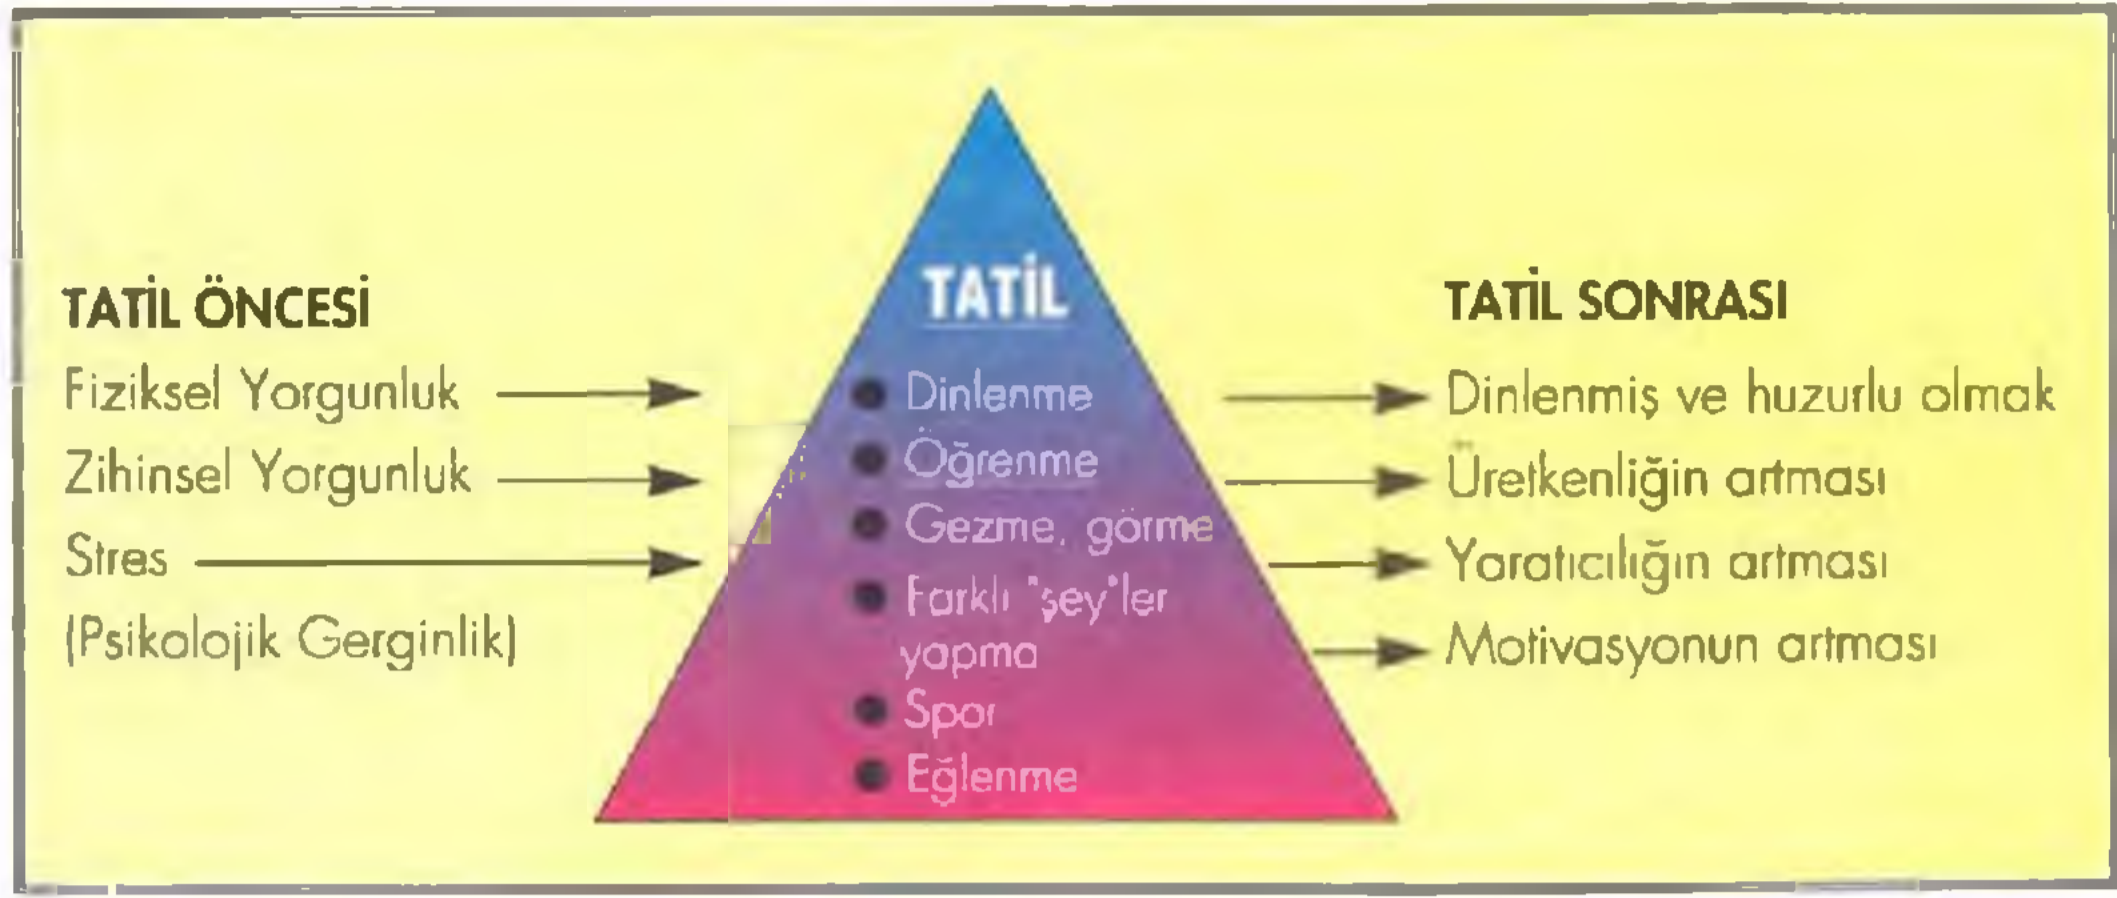 TATİL ÖNCESİ
Fiziksel Yorgunluk
Zihinsel Yorgunluk
Stres
(Psikolojik Gerginlik)
TATİL
● Dinlenme
● Öğrenme
● Gezme, görme
● Farklı "şey"ler
yapma
● Spor
● Eğlenme
TATİL SONRASI
Dinlenmiş ve huzurlu olmak
Üretkenliğin artması
Yaratıcılığın artması
Motivasyonun artması